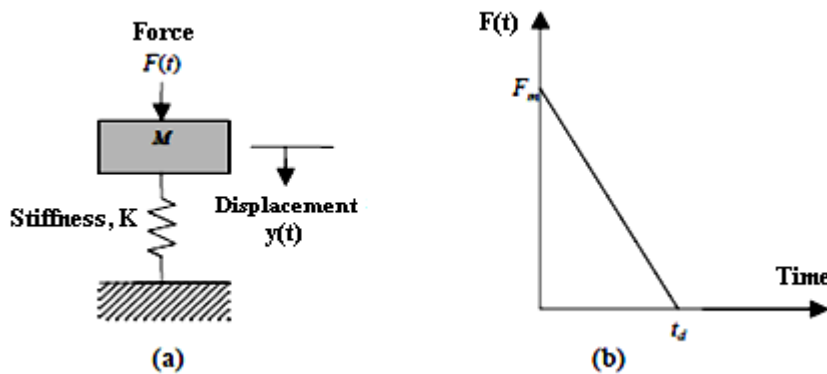 Force
F(t)
M
Stiffness, K
Displacement
y(t)
(a)
F(t)
Fm
Time
td
(b)